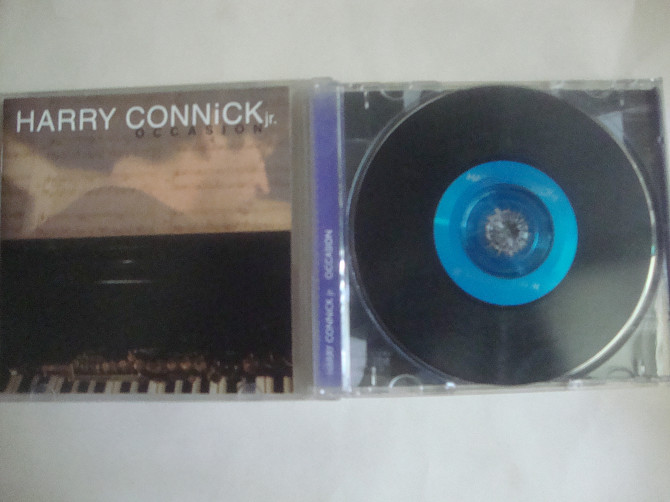 HARRY CONNiCK jr.
OCCASION
HARRY CONNiCK jr. OCCASION